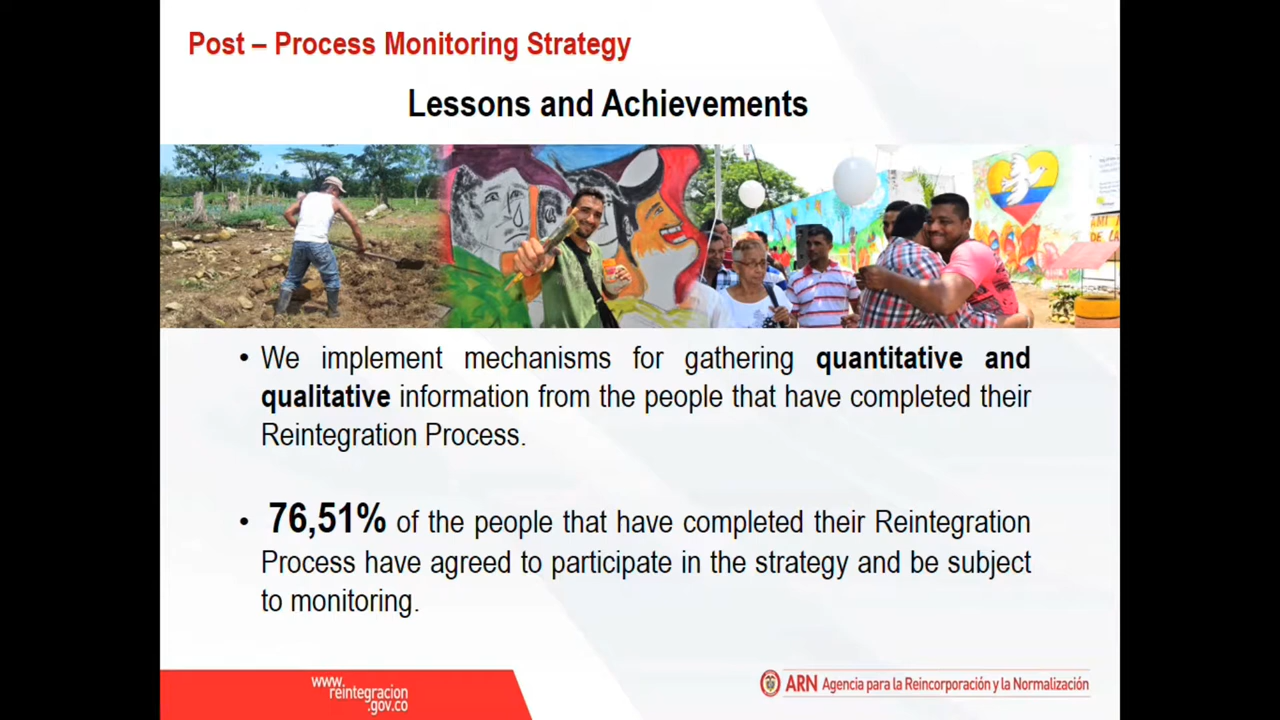 Post – Process Monitoring Strategy
Lessons and Achievements
• We implement mechanisms for gathering quantitative and
qualitative information from the people that have completed their
Reintegration Process.
• 76,51% of the people that have completed their Reintegration
Process have agreed to participate in the strategy and be subject
to monitoring.
www.
reintegracion
.gov.co
ARN Agencia para la Reincorporación y la Normalización